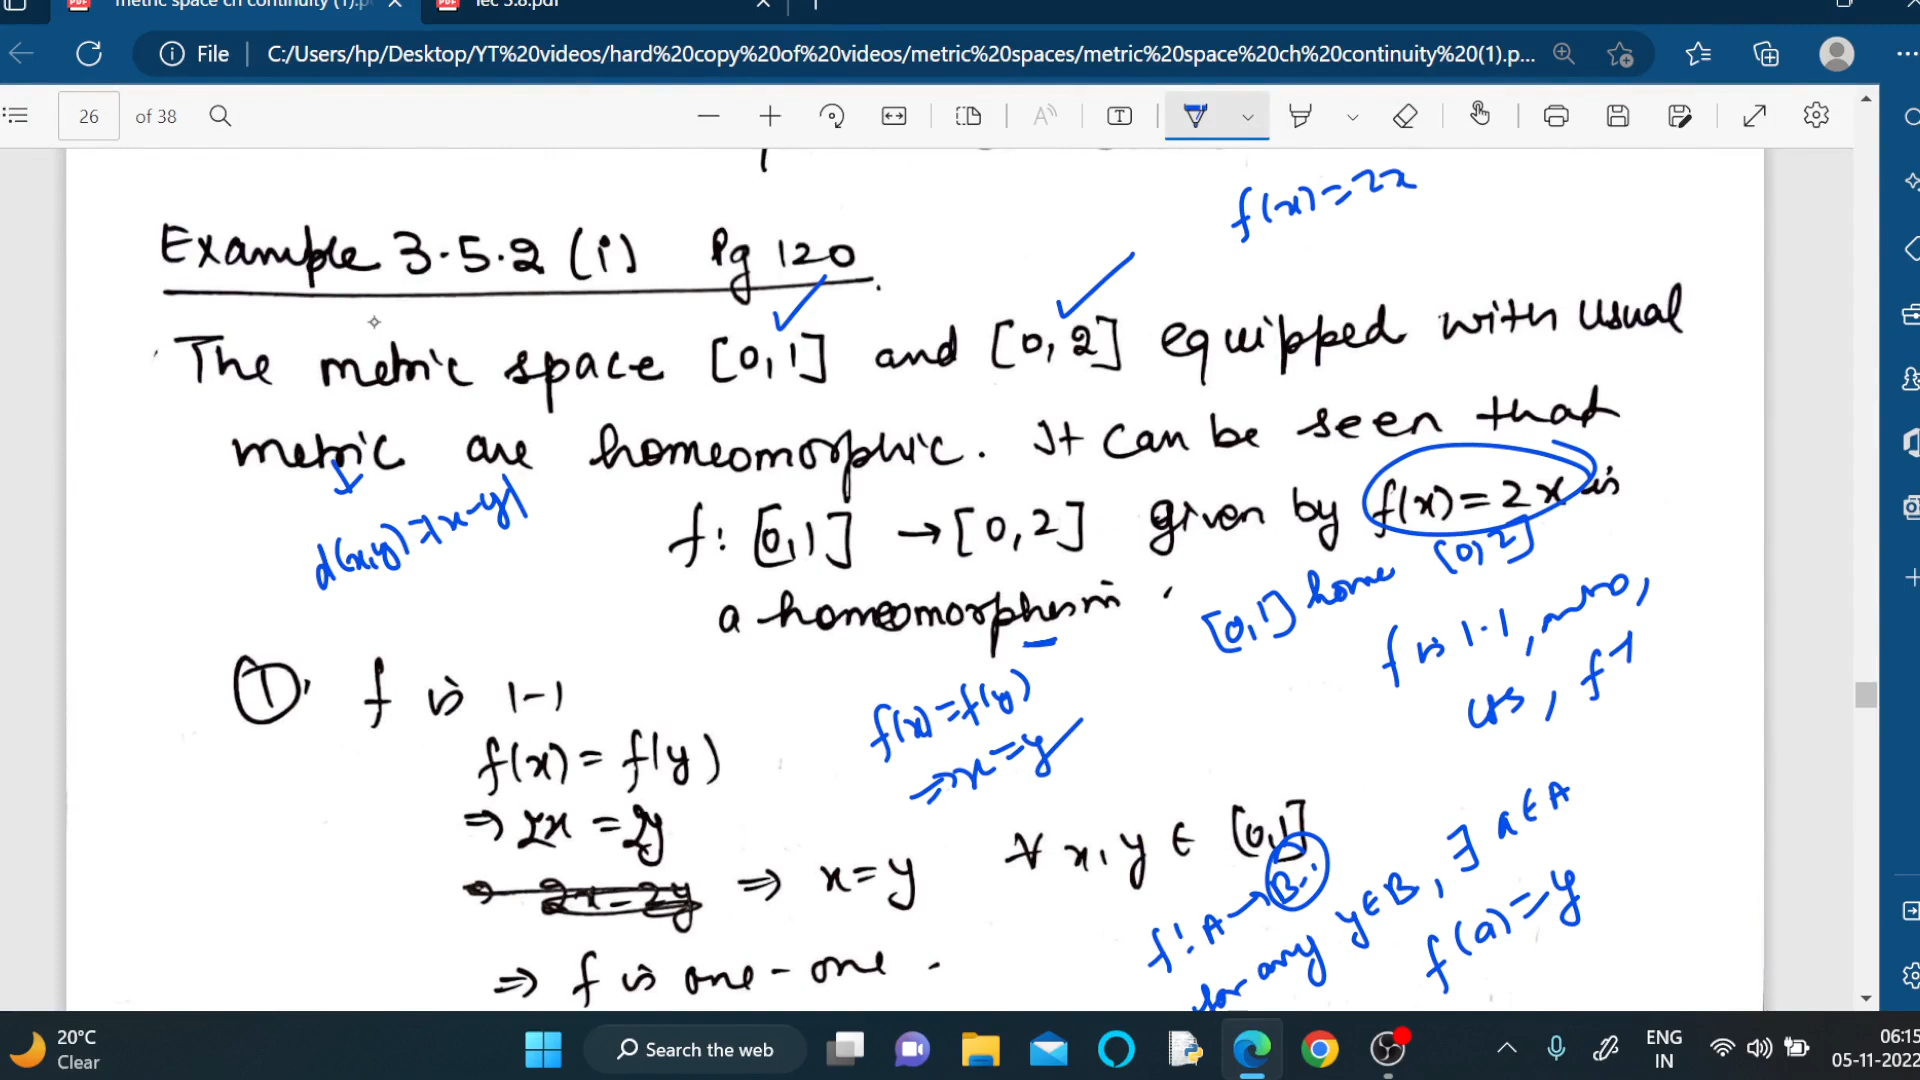 metric space ch continuity (1).p
lec 3.8.pdf
File
C:/Users/hp/Desktop/YT%20videos/hard%20copy%20of%20videos/metric%20spaces/metric%20space%20ch%20continuity%20(1).p...
26 of 38
f(x)=2x
Example 3.5.2 (i) Pg 120.
The metric space [0,1] and [0,2] equipped with usual
metric are homeomorphic. It can be seen that
d(x,y)=|x-y|
f: [0,1] → [0,2] given by f(x) = 2x is
a homeomorphesm.
[0,1] home [0,2]
f is 1-1, onto,
cts, f⁻¹
① f is 1-1
f(x) = f(y)
⇒ 2x = 2y
⇒ 2x = 2y ⇒ x = y ∀ x, y ∈ [0,1]
⇒ f is one-one.
f(x)=f(y)
⇒x=y
f: A→B
for any y∈B, ∃ a∈A
f(a)=y
20°C
Clear
Search the web
ENG
IN
06:15
05-11-2022